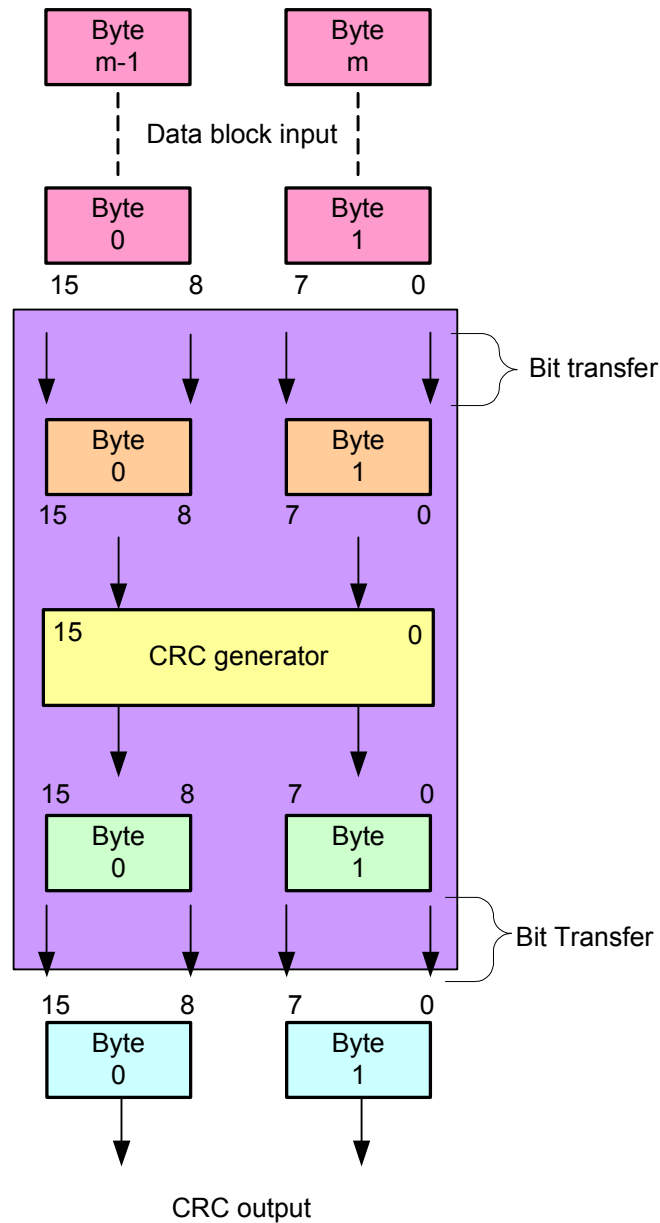 Byte
m-1
Byte
m
Data block input
Byte
0
Byte
1
15 8 7 0
Bit transfer
Byte
0
Byte
1
15 8 7 0
15 0
CRC generator
15 8 7 0
Byte
0
Byte
1
Bit Transfer
15 8 7 0
Byte
0
Byte
1
CRC output